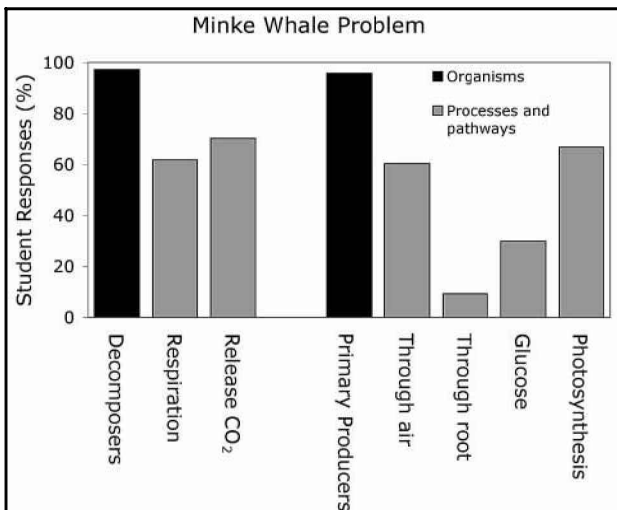 Minke Whale Problem
Student Responses (%)
100
80
60
40
20
0
Organisms
Processes and
pathways
Decomposers
Respiration
Release CO₂
Primary Producers
Through air
Through root
Glucose
Photosynthesis